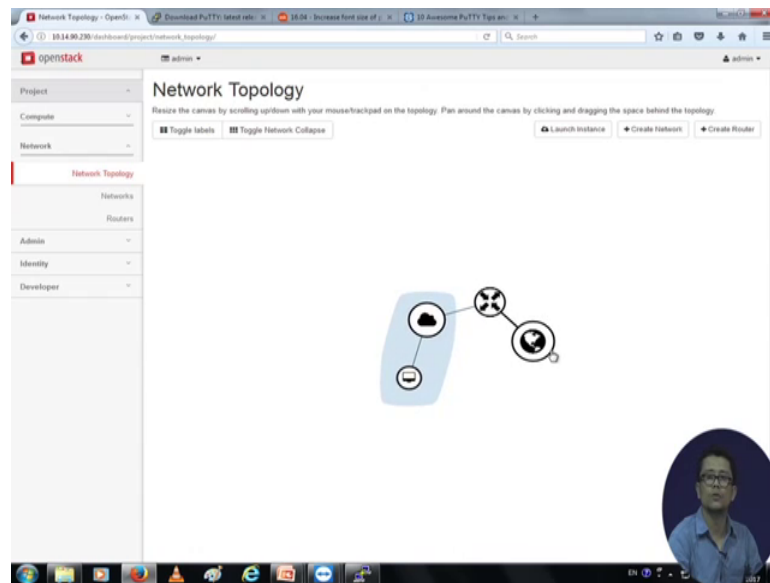 Network Topology - OpenSt
Download PuTTY: latest rele
16.04 - Increase font size of
10 Awesome PuTTY Tips an
10.14.90.230/dashboard/project/network_topology/
Search
openstack
admin
admin
Project
Compute
Network
Network Topology
Networks
Routers
Admin
Identity
Developer
Network Topology
Resize the canvas by scrolling up/down with your mouse/trackpad on the topology. Pan around the canvas by clicking and dragging the space behind the topology.
Toggle labels
Toggle Network Collapse
Launch Instance
+Create Network
+Create Router
EN